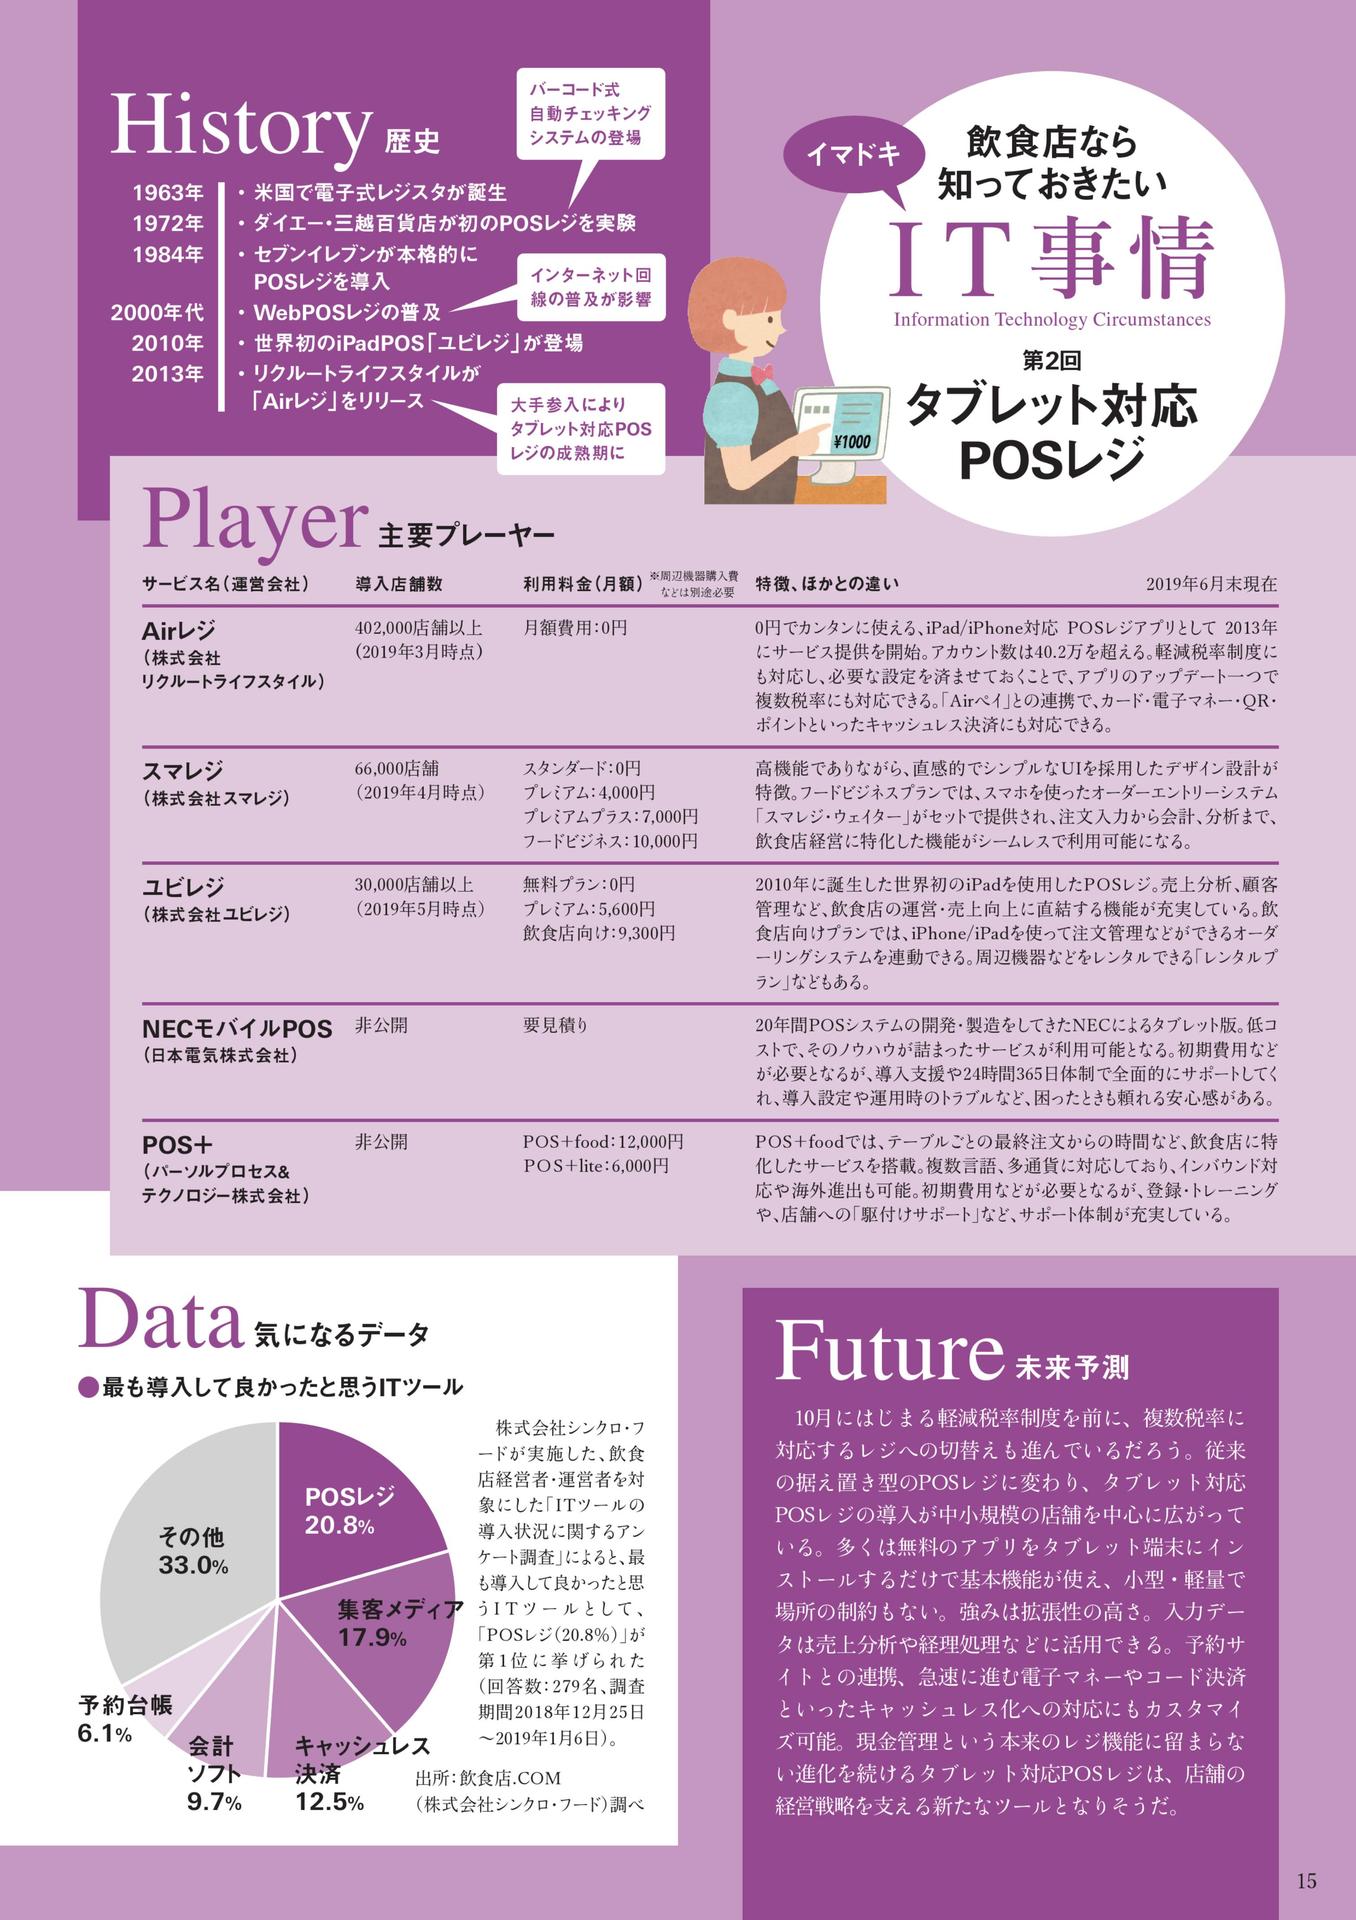 History 歴史
バーコード式
自動チェッキング
システムの登場
1963年 ・米国で電子式レジスタが誕生
1972年 ・ダイエー・三越百貨店が初のPOSレジを実験
1984年 ・セブンイレブンが本格的に
POSレジを導入
インターネット回
線の普及が影響
2000年代 ・WebPOSレジの普及
2010年 ・世界初のiPadPOS「ユビレジ」が登場
2013年 ・リクルートライフスタイルが
「Airレジ」をリリース
大手参入により
タブレット対応POS
レジの成熟期に
イマドキ
飲食店なら
知っておきたい
IT事情
Information Technology Circumstances
第2回
タブレット対応
POSレジ
¥1000
Player 主要プレーヤー
サービス名(運営会社) 導入店舗数 利用料金(月額) ※周辺機器購入費などは別途必要 特徴、ほかとの違い 2019年6月末現在
Airレジ
(株式会社
リクルートライフスタイル)
402,000店舗以上
(2019年3月時点)
月額費用:0円
0円でカンタンに使える、iPad/iPhone対応 POSレジアプリとして 2013年
にサービス提供を開始。アカウント数は40.2万を超える。軽減税率制度に
も対応し、必要な設定を済ませておくことで、アプリのアップデート一つで
複数税率にも対応できる。「Airペイ」との連携で、カード・電子マネー・QR・
ポイントといったキャッシュレス決済にも対応できる。
スマレジ
(株式会社スマレジ)
66,000店舗
(2019年4月時点)
スタンダード:0円
プレミアム:4,000円
プレミアムプラス:7,000円
フードビジネス:10,000円
高機能でありながら、直感的でシンプルなUIを採用したデザイン設計が
特徴。フードビジネスプランでは、スマホを使ったオーダーエントリーシステム
「スマレジ・ウェイター」がセットで提供され、注文入力から会計、分析まで、
飲食店経営に特化した機能がシームレスで利用可能になる。
ユビレジ
(株式会社ユビレジ)
30,000店舗以上
(2019年5月時点)
無料プラン:0円
プレミアム:5,600円
飲食店向け:9,300円
2010年に誕生した世界初のiPadを使用したPOSレジ。売上分析、顧客
管理など、飲食店の運営・売上向上に直結する機能が充実している。飲
食店向けプランでは、iPhone/iPadを使って注文管理などができるオーダ
ーリングシステムを連動できる。周辺機器などをレンタルできる「レンタルプ
ラン」などもある。
NECモバイルPOS
(日本電気株式会社)
非公開
要見積り
20年間POSシステムの開発・製造をしてきたNECによるタブレット版。低コ
ストで、そのノウハウが詰まったサービスが利用可能となる。初期費用など
が必要となるが、導入支援や24時間365日体制で全面的にサポートしてく
れ、導入設定や運用時のトラブルなど、困ったときも頼れる安心感がある。
POS+
(パーソルプロセス&
テクノロジー株式会社)
非公開
POS+food:12,000円
POS+lite:6,000円
POS+foodでは、テーブルごとの最終注文からの時間など、飲食店に特
化したサービスを搭載。複数言語、多通貨に対応しており、インバウンド対
応や海外進出も可能。初期費用などが必要となるが、登録・トレーニング
や、店舗への「駆付けサポート」など、サポート体制が充実している。
Data 気になるデータ
●最も導入して良かったと思うITツール
POSレジ
20.8%
集客メディア
17.9%
キャッシュレス
決済
12.5%
会計
ソフト
9.7%
予約台帳
6.1%
その他
33.0%
株式会社シンクロ・フ
ードが実施した、飲食
店経営者・運営者を対
象にした「ITツールの
導入状況に関するアン
ケート調査」によると、最
も導入して良かったと思
うITツールとして、
「POSレジ(20.8%)」が
第1位に挙げられた
(回答数:279名、調査
期間2018年12月25日
~2019年1月6日)。
出所:飲食店.COM
(株式会社シンクロ・フード)調べ
Future 未来予測
10月にはじまる軽減税率制度を前に、複数税率に
対応するレジへの切替えも進んでいるだろう。従来
の据え置き型のPOSレジに変わり、タブレット対応
POSレジの導入が中小規模の店舗を中心に広がって
いる。多くは無料のアプリをタブレット端末にイン
ストールするだけで基本機能が使え、小型・軽量で
場所の制約もない。強みは拡張性の高さ。入力デー
タは売上分析や経理処理などに活用できる。予約サ
イトとの連携、急速に進む電子マネーやコード決済
といったキャッシュレス化への対応にもカスタマイ
ズ可能。現金管理という本来のレジ機能に留まらな
い進化を続けるタブレット対応POSレジは、店舗の
経営戦略を支える新たなツールとなりそうだ。
15